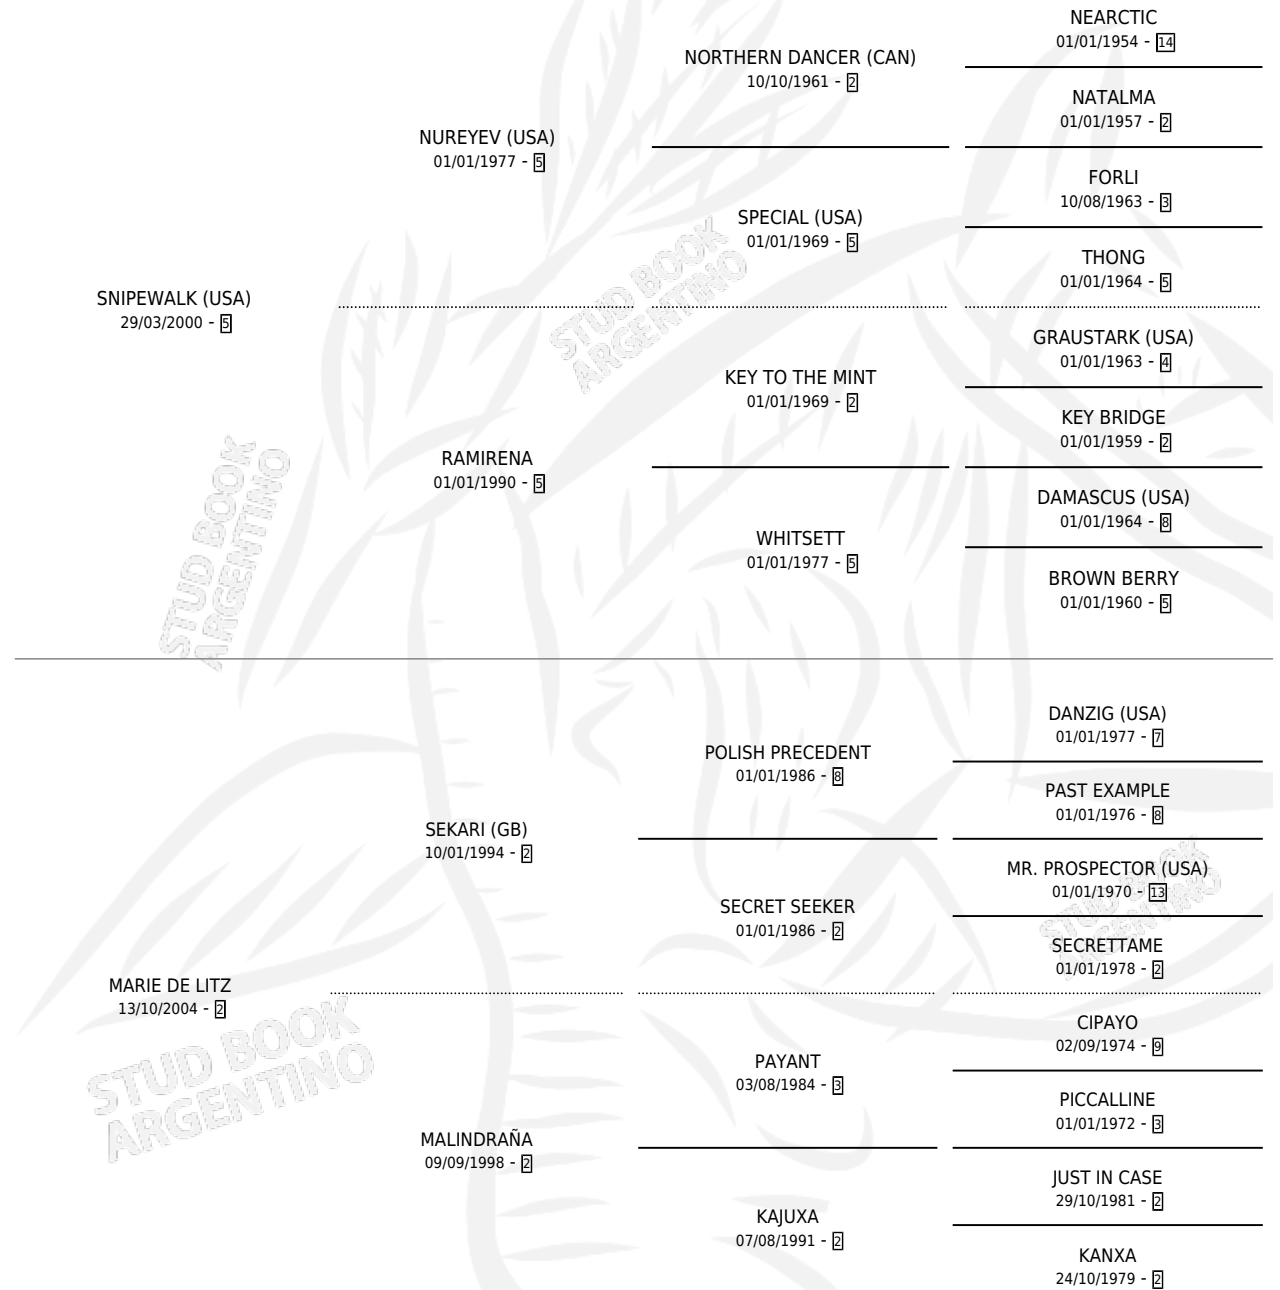 NEARCTIC
01/01/1954 - 14
NORTHERN DANCER (CAN)
10/10/1961 - 2
NATALMA
01/01/1957 - 2
NUREYEV (USA)
01/01/1977 - 5
FORLI
10/08/1963 - 3
SPECIAL (USA)
01/01/1969 - 5
THONG
01/01/1964 - 5
SNIPEWALK (USA)
29/03/2000 - 5
GRAUSTARK (USA)
01/01/1963 - 4
KEY TO THE MINT
01/01/1969 - 2
KEY BRIDGE
01/01/1959 - 2
RAMIRENA
01/01/1990 - 5
DAMASCUS (USA)
01/01/1964 - 8
WHITSETT
01/01/1977 - 5
BROWN BERRY
01/01/1960 - 5
STUD BOOK
ARGENTINO
STUD BOOK
ARGENTINO
DANZIG (USA)
01/01/1977 - 7
POLISH PRECEDENT
01/01/1986 - 8
PAST EXAMPLE
01/01/1976 - 8
SEKARI (GB)
10/01/1994 - 2
MR. PROSPECTOR (USA)
01/01/1970 - 13
SECRET SEEKER
01/01/1986 - 2
SECRETTAME
01/01/1978 - 2
STUD BOOK
ARGENTINO
MARIE DE LITZ
13/10/2004 - 2
CIPAYO
02/09/1974 - 9
PAYANT
03/08/1984 - 3
PICCALLINE
01/01/1972 - 3
MALINDRAÑA
09/09/1998 - 2
JUST IN CASE
29/10/1981 - 2
KAJUXA
07/08/1991 - 2
KANXA
24/10/1979 - 2
STUD BOOK
ARGENTINO